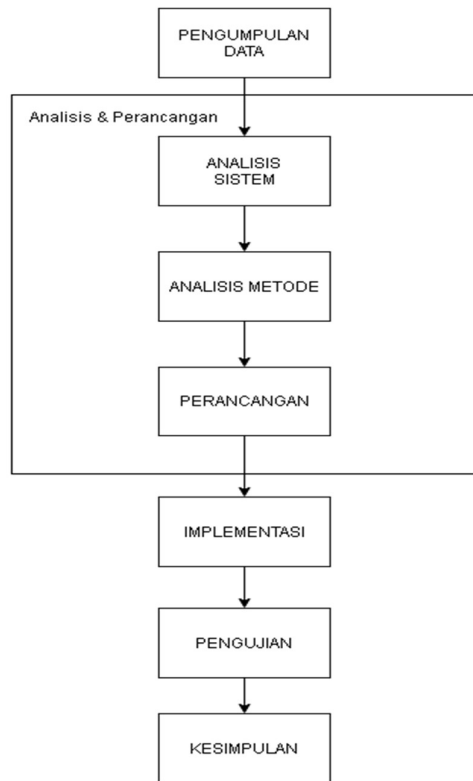 PENGUMPULAN
DATA
Analisis & Perancangan
ANALISIS
SISTEM
ANALISIS METODE
PERANCANGAN
IMPLEMENTASI
PENGUJIAN
KESIMPULAN